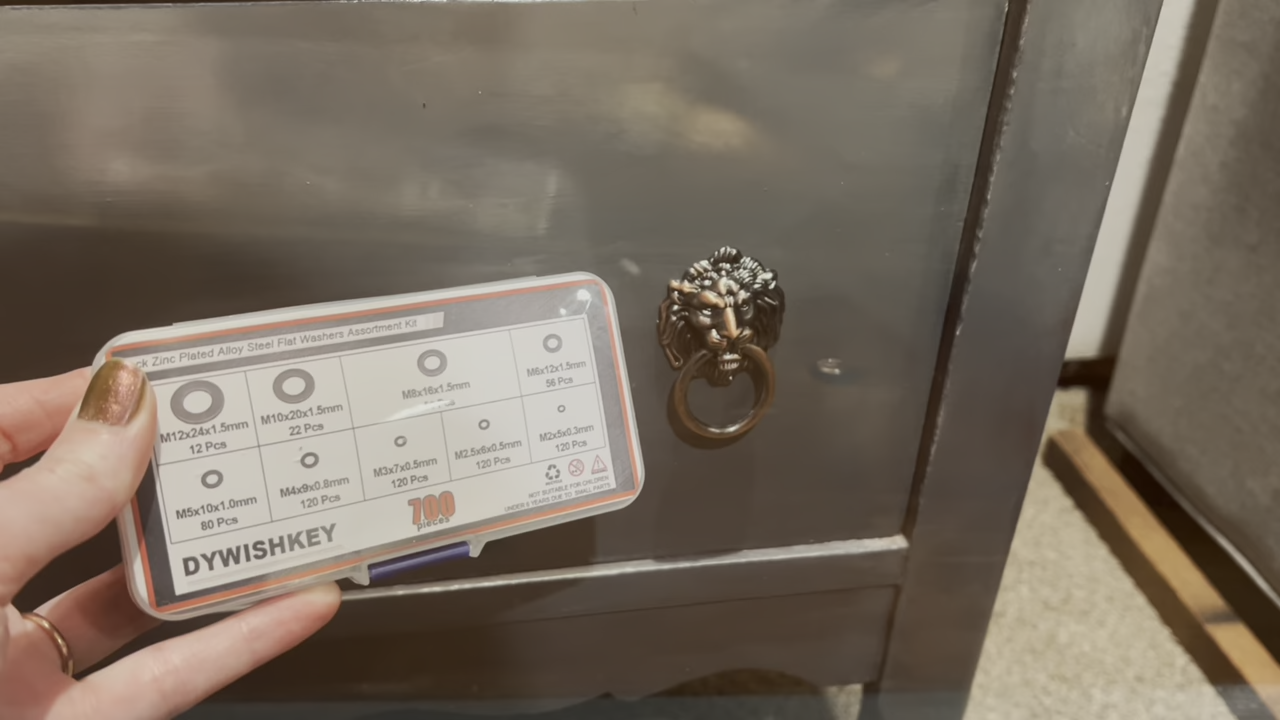 ck Zinc Plated Alloy Steel Flat Washers Assortment Kit
M12x24x1.5mm
12 Pcs
M10x20x1.5mm
22 Pcs
M8x16x1.5mm
Pcs
M6x12x1.5mm
56 Pcs
M5x10x1.0mm
80 Pcs
M4x9x0.8mm
120 Pcs
M3x7x0.5mm
120 Pcs
M2.5x6x0.5mm
120 Pcs
M2x5x0.3mm
120 Pcs
DYWISHKEY
700
pieces
NOT SUITABLE FOR CHILDREN
UNDER 8 YEARS DUE TO SMALL PARTS